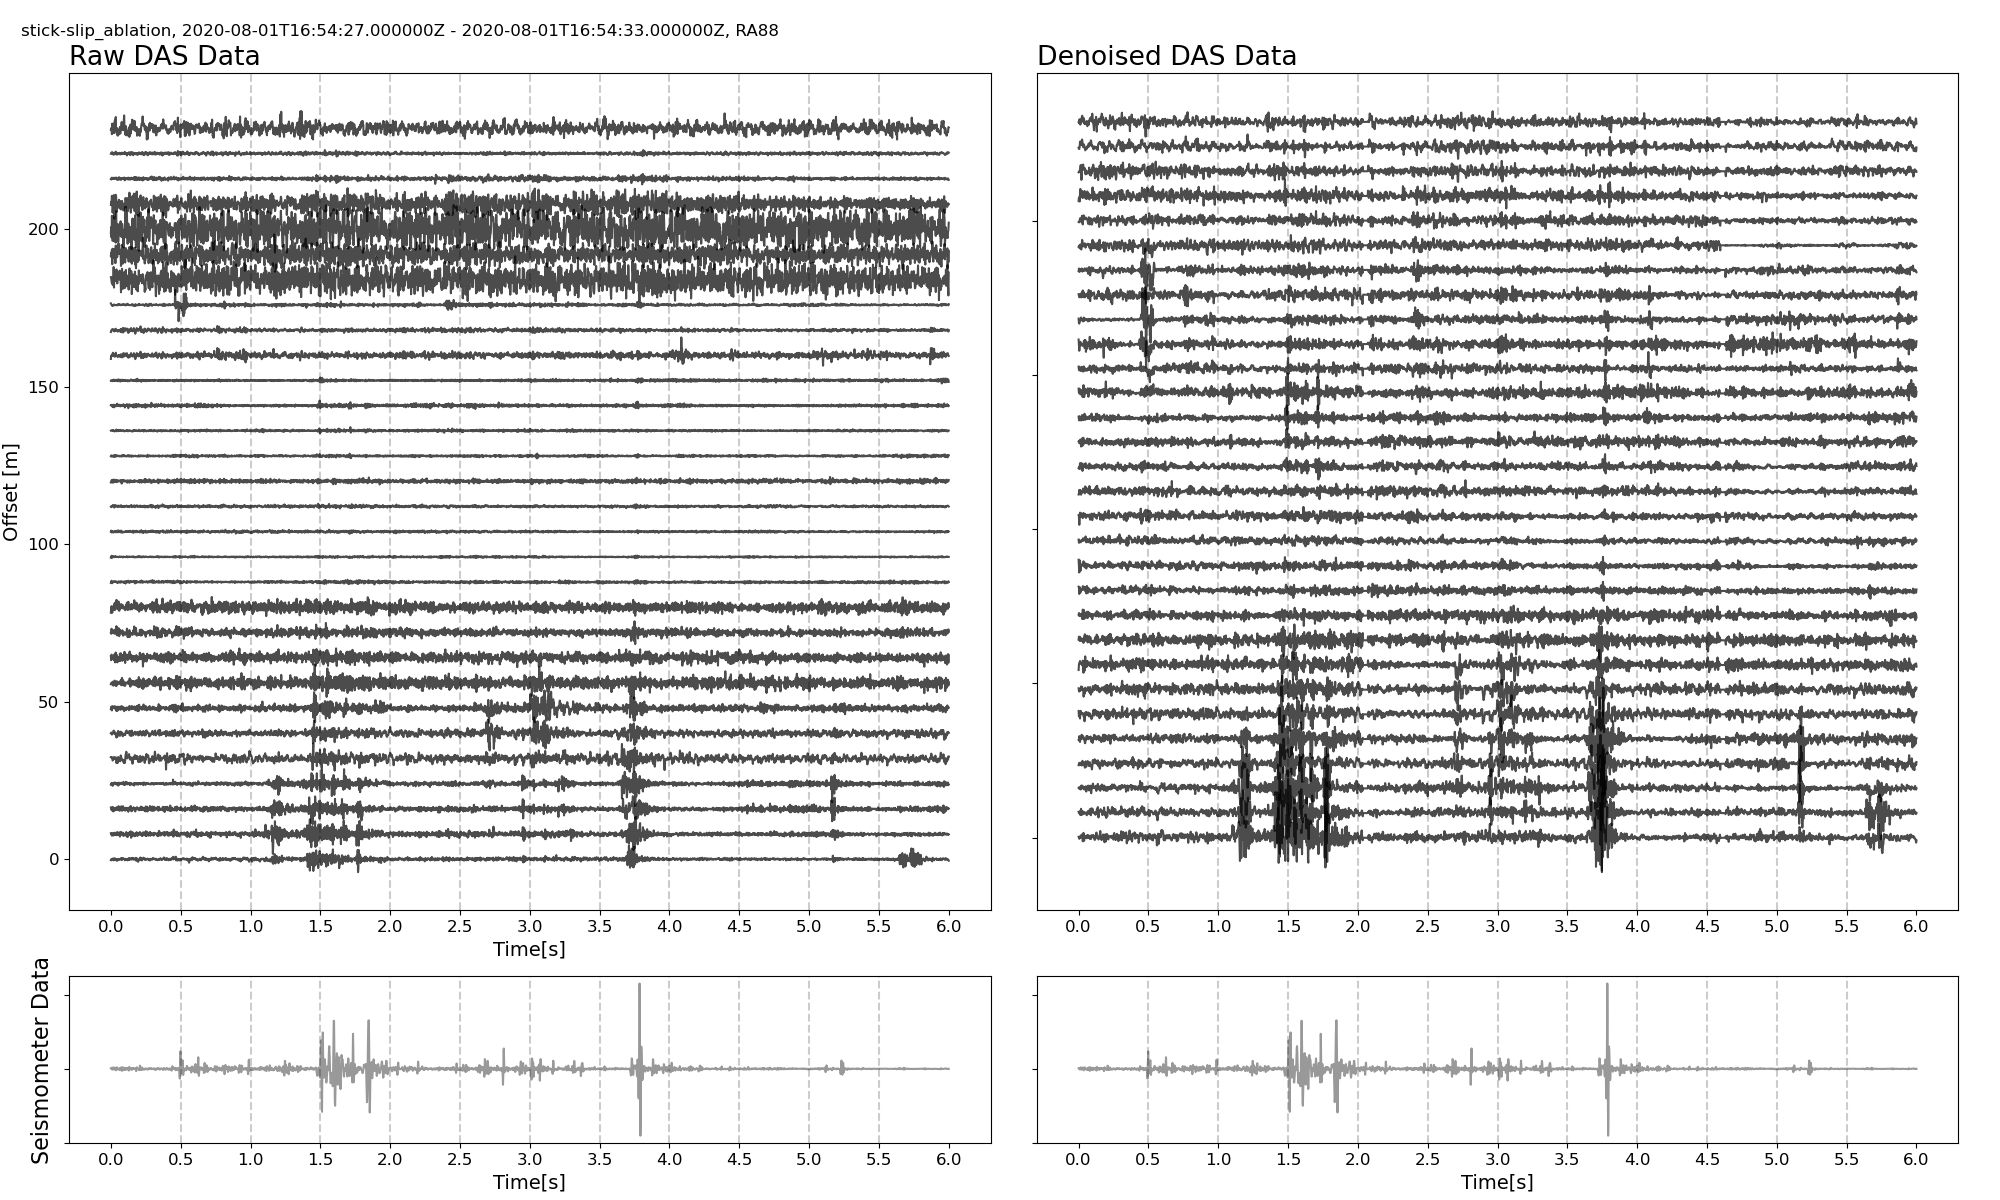 stick-slip_ablation, 2020-08-01T16:54:27.000000Z - 2020-08-01T16:54:33.000000Z, RA88
Raw DAS Data
Denoised DAS Data
Offset [m]
200
150
100
50
0
0.0 0.5 1.0 1.5 2.0 2.5 3.0 3.5 4.0 4.5 5.0 5.5 6.0
Time[s]
0.0 0.5 1.0 1.5 2.0 2.5 3.0 3.5 4.0 4.5 5.0 5.5 6.0
Seismometer Data
0.0 0.5 1.0 1.5 2.0 2.5 3.0 3.5 4.0 4.5 5.0 5.5 6.0
Time[s]
0.0 0.5 1.0 1.5 2.0 2.5 3.0 3.5 4.0 4.5 5.0 5.5 6.0
Time[s]